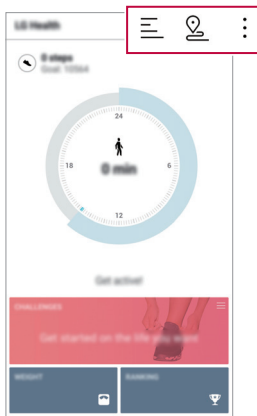 LG Health
0 steps
Goal 10564
24
18
6
0 min
12
Get active!
CHALLENGES
Get started on the life you want
WEIGHT
RANKING